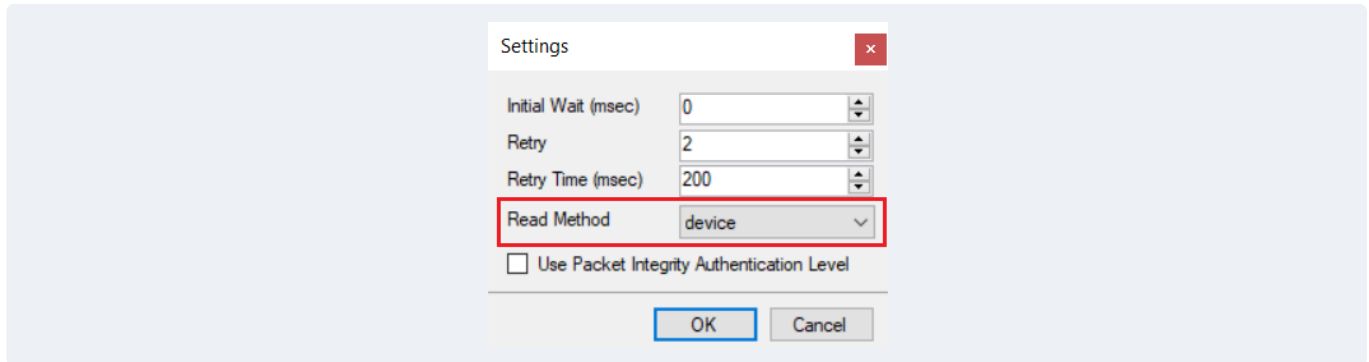 Settings
Initial Wait (msec) 0
Retry 2
Retry Time (msec) 200
Read Method device
Use Packet Integrity Authentication Level
OK Cancel